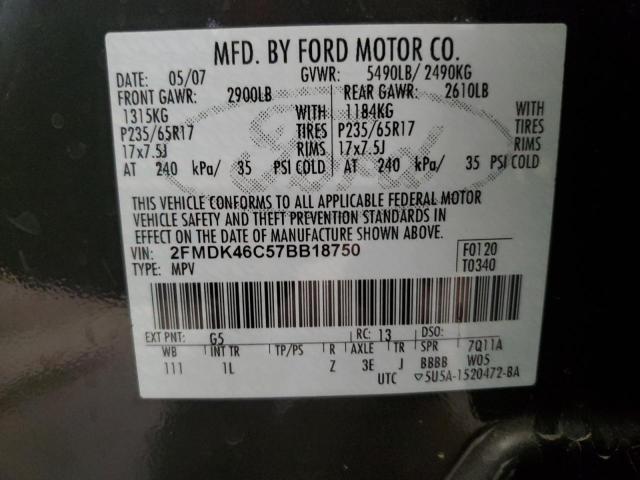 MFD. BY FORD MOTOR CO.
DATE: 05/07 GVWR: 5490LB/ 2490KG
FRONT GAWR: 2900LB REAR GAWR: 2610LB
1315KG WITH 1184KG WITH
P235/65R17 TIRES P235/65R17 TIRES
17x7.5J RIMS 17x7.5J RIMS
AT 240 kPa/ 35 PSI COLD AT 240 kPa/ 35 PSI COLD
Ford
THIS VEHICLE CONFORMS TO ALL APPLICABLE FEDERAL MOTOR
VEHICLE SAFETY AND THEFT PREVENTION STANDARDS IN
EFFECT ON THE DATE OF MANUFACTURE SHOWN ABOVE.
VIN: 2FMDK46C57BB18750 F0120
TYPE: MPV T0340
EXT PNT: G5 RC: 13 DSO:
WB INT TR TP/PS R AXLE TR SPR 7Q11A
111 1L Z 3E J BBBB W05
UTC ▽5U5A-1520472-BA